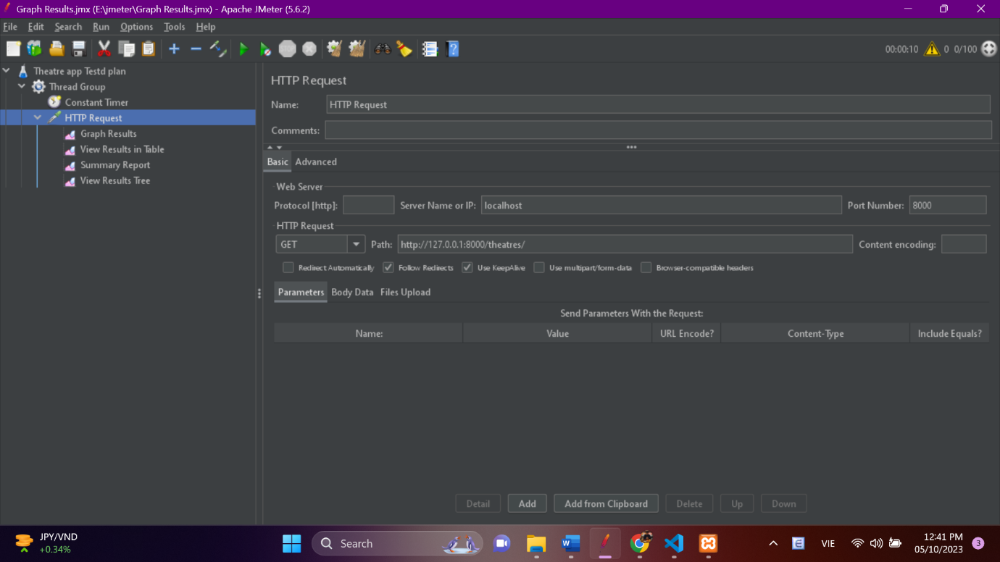 Graph Results.jmx (E:\jmeter\Graph Results.jmx) - Apache JMeter (5.6.2)
File Edit Search Run Options Tools Help
00:00:10 0 0/100
Theatre app Testd plan
Thread Group
Constant Timer
HTTP Request
Graph Results
View Results in Table
Summary Report
View Results Tree
HTTP Request
Name: HTTP Request
Comments:
Basic Advanced
Web Server
Protocol [http]: Server Name or IP: localhost Port Number: 8000
HTTP Request
GET Path: http://127.0.0.1:8000/theatres/ Content encoding:
Redirect Automatically Follow Redirects Use KeepAlive Use multipart/form-data Browser-compatible headers
Parameters Body Data Files Upload
Send Parameters With the Request:
Name: Value URL Encode? Content-Type Include Equals?
Detail Add Add from Clipboard Delete Up Down
JPY/VND
+0.34%
Search
VIE
12:41 PM
05/10/2023
3